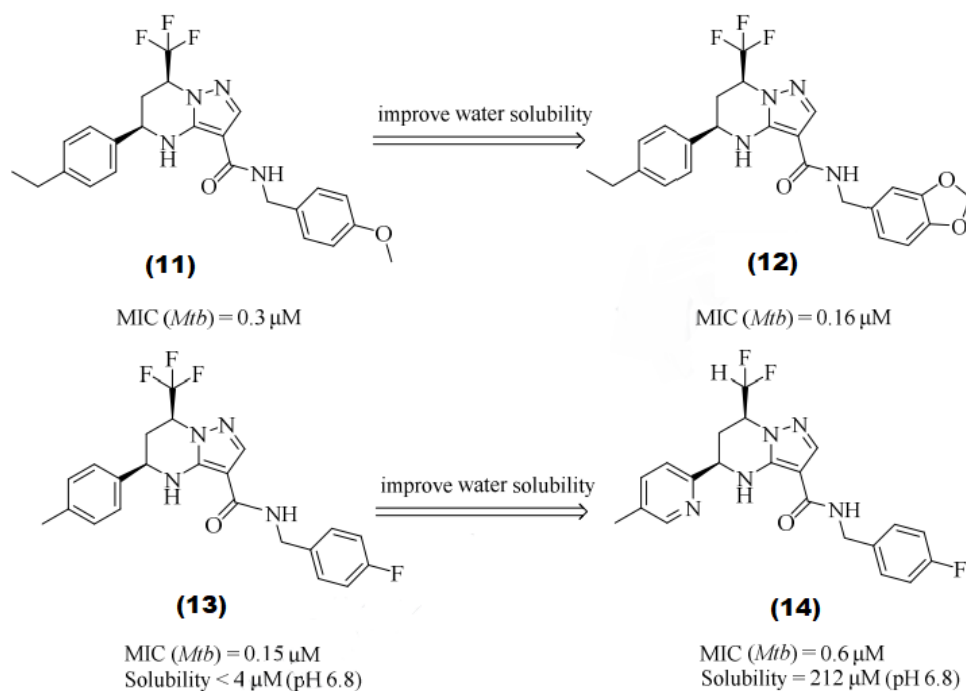 F
F
F
N
N
N
H
O
NH
O
(11)
MIC (Mtb) = 0.3 μM
improve water solubility
F
F
F
N
N
N
H
O
NH
O
O
(12)
MIC (Mtb) = 0.16 μM
F
F
F
N
N
N
H
O
NH
F
(13)
MIC (Mtb) = 0.15 μM
Solubility < 4 μM (pH 6.8)
improve water solubility
F
H
F
N
N
N
N
H
O
NH
F
(14)
MIC (Mtb) = 0.6 μM
Solubility = 212 μM (pH 6.8)